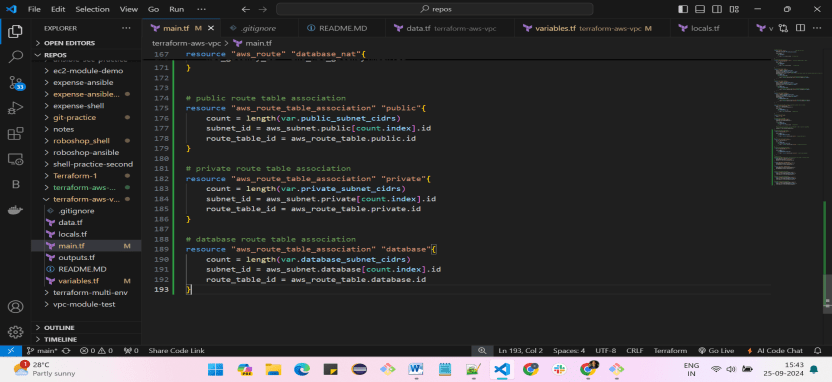 File Edit Selection View Go Run ... repos
EXPLORER ...
OPEN EDITORS
REPOS
ec2-module-demo
expense-ansible
expense-ansible...
expense-shell
git-practice
notes
roboshop_shell
roboshop-ansible
shell-practice-second
Terraform-1
terraform-aws-...
terraform-aws-v...
.gitignore
data.tf
locals.tf
main.tf M
outputs.tf
README.MD
variables.tf M
terraform-multi-env
vpc-module-test
OUTLINE
TIMELINE
33
main.tf M .gitignore README.MD data.tf terraform-aws-vpc variables.tf terraform-aws-vpc M locals.tf
terraform-aws-vpc > main.tf
167 resource "aws_route" "database_nat"{
171 }
172
173
174 # public route table association
175 resource "aws_route_table_association" "public"{
176 count = length(var.public_subnet_cidrs)
177 subnet_id = aws_subnet.public[count.index].id
178 route_table_id = aws_route_table.public.id
179 }
180
181 # private route table association
182 resource "aws_route_table_association" "private"{
183 count = length(var.private_subnet_cidrs)
184 subnet_id = aws_subnet.private[count.index].id
185 route_table_id = aws_route_table.private.id
186 }
187
188 # database route table association
189 resource "aws_route_table_association" "database"{
190 count = length(var.database_subnet_cidrs)
191 subnet_id = aws_subnet.database[count.index].id
192 route_table_id = aws_route_table.database.id
193 }
main* 0 0 0 Share Code Link Ln 193, Col 2 Spaces: 4 UTF-8 CRLF Terraform Go Live AI Code Chat
28°C
Partly sunny
ENG
IN
15:43
25-09-2024